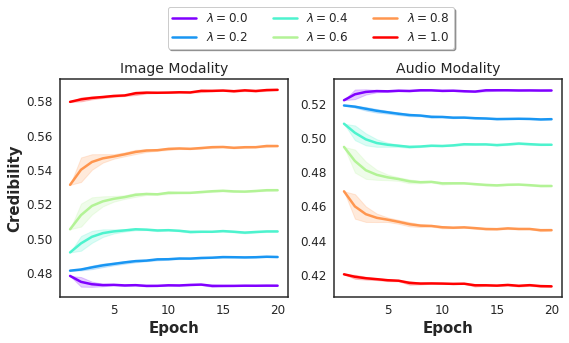 λ = 0.0 λ = 0.4 λ = 0.8
λ = 0.2 λ = 0.6 λ = 1.0
Image Modality
Audio Modality
Credibility
0.58
0.56
0.54
0.52
0.50
0.48
5 10 15 20
Epoch
0.52
0.50
0.48
0.46
0.44
0.42
5 10 15 20
Epoch